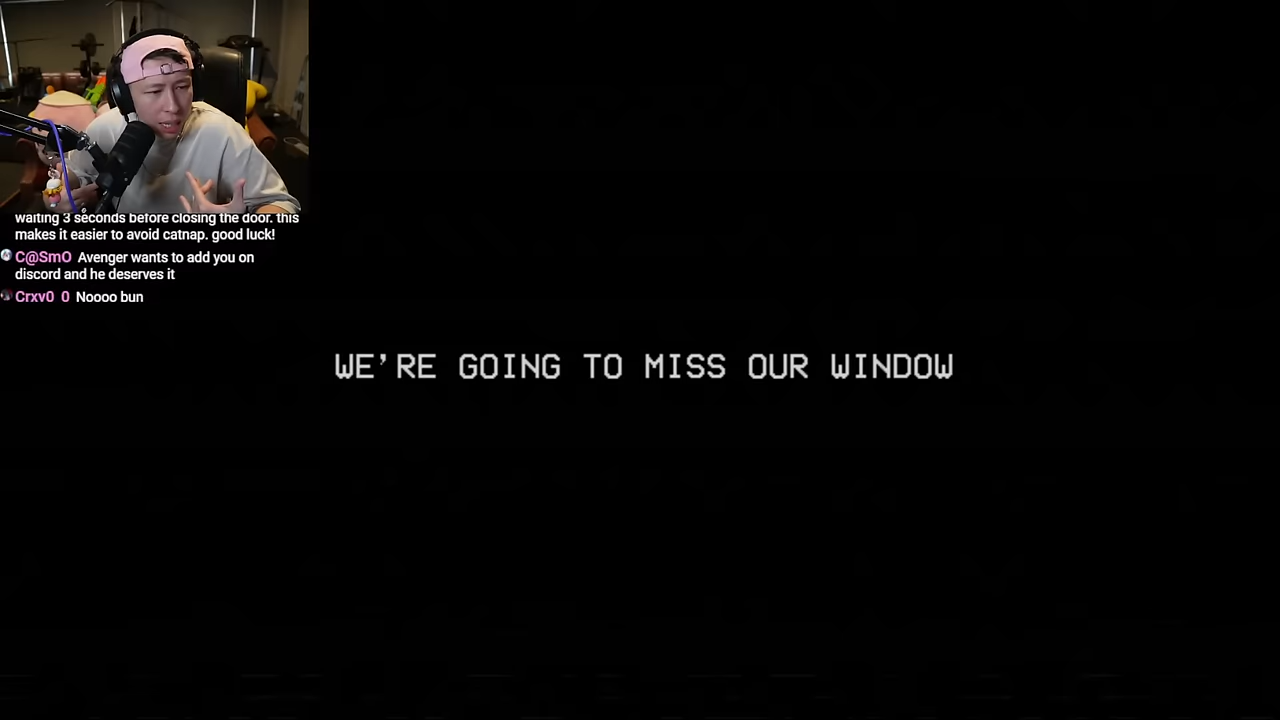 waiting 3 seconds before closing the door. this
makes it easier to avoid catnap. good luck!
C@SmO Avenger wants to add you on
discord and he deserves it
Crxv0 0 Noooo bun
WE'RE GOING TO MISS OUR WINDOW